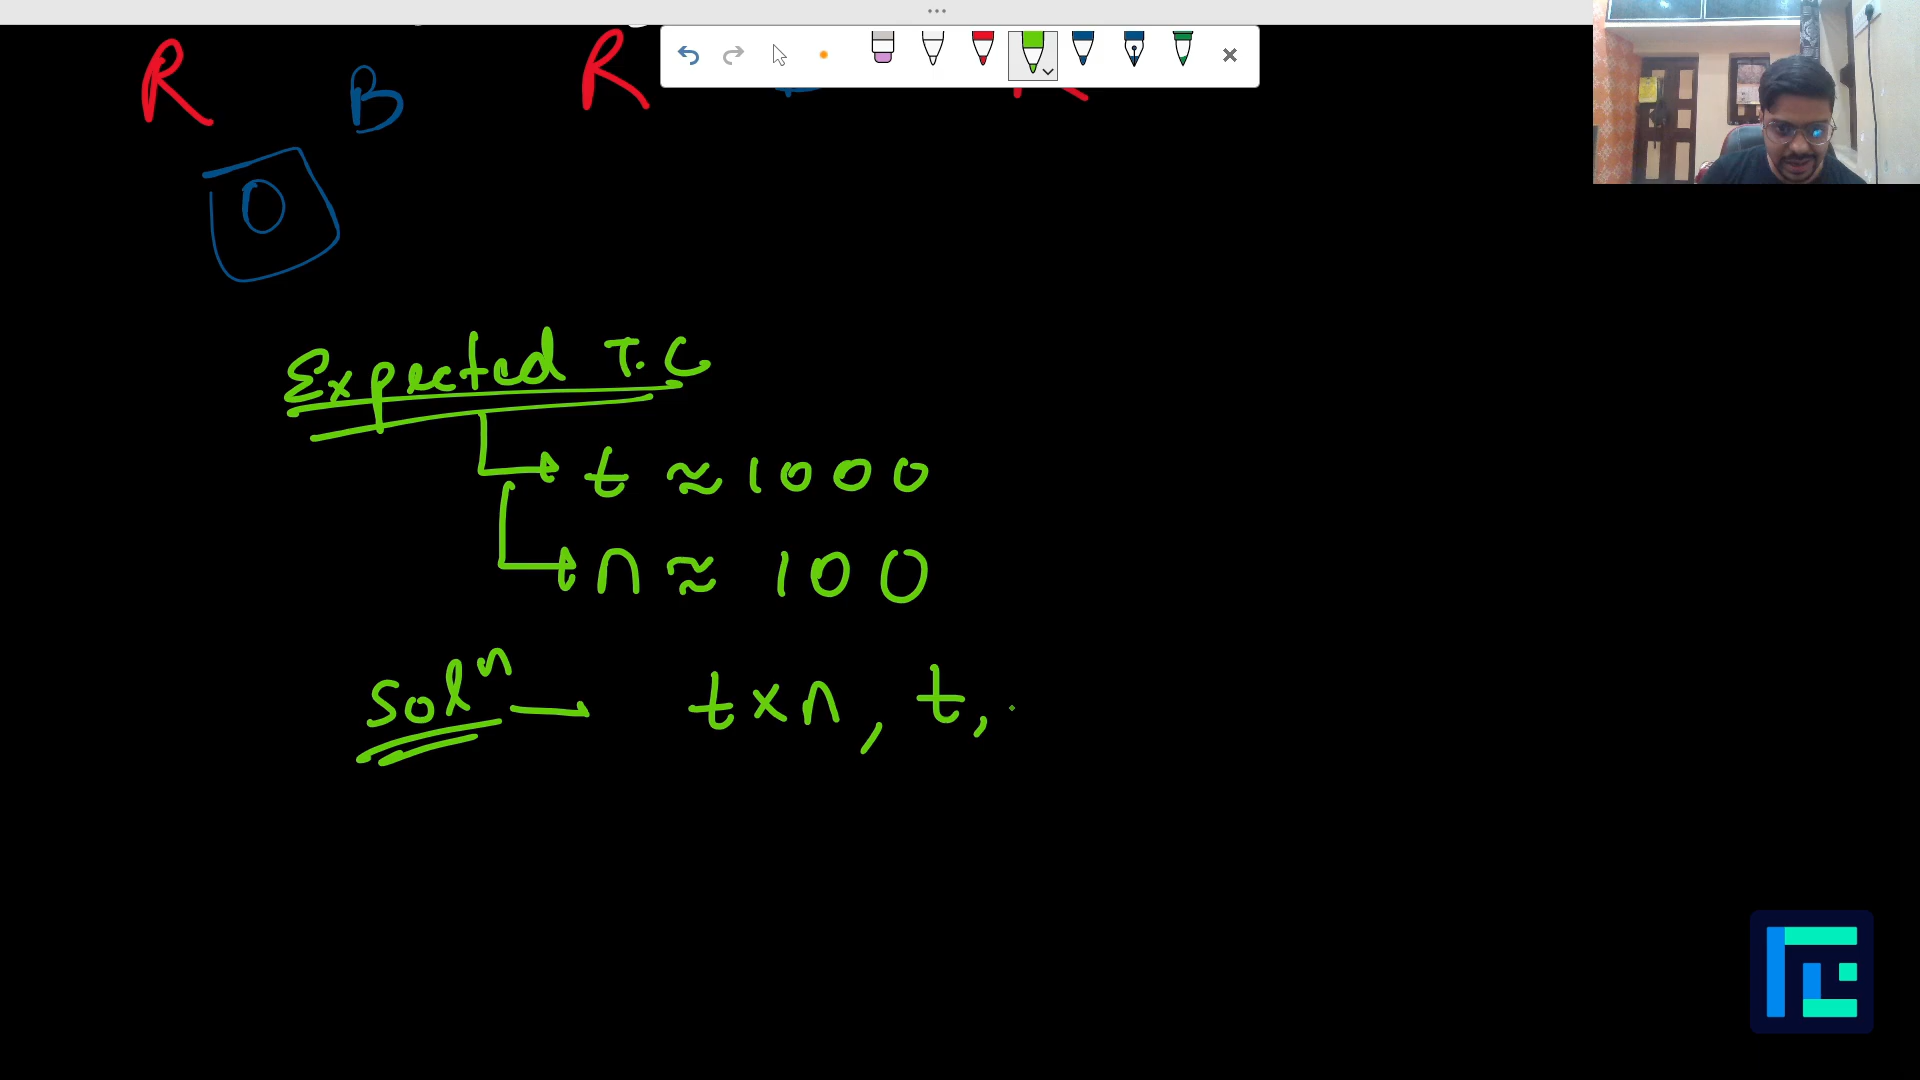 R B R
0
Expected T.C
t ≈ 1000
n ≈ 100
Solⁿ → t×n, t,